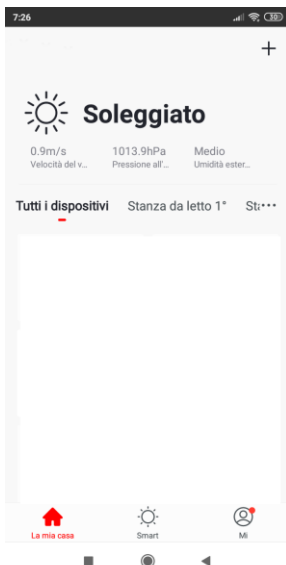 7:26
30
+
Soleggiato
0.9m/s 1013.9hPa Medio
Velocità del v... Pressione all'... Umidità ester...
Tutti i dispositivi Stanza da letto 1° Sta•••
La mia casa Smart Mi